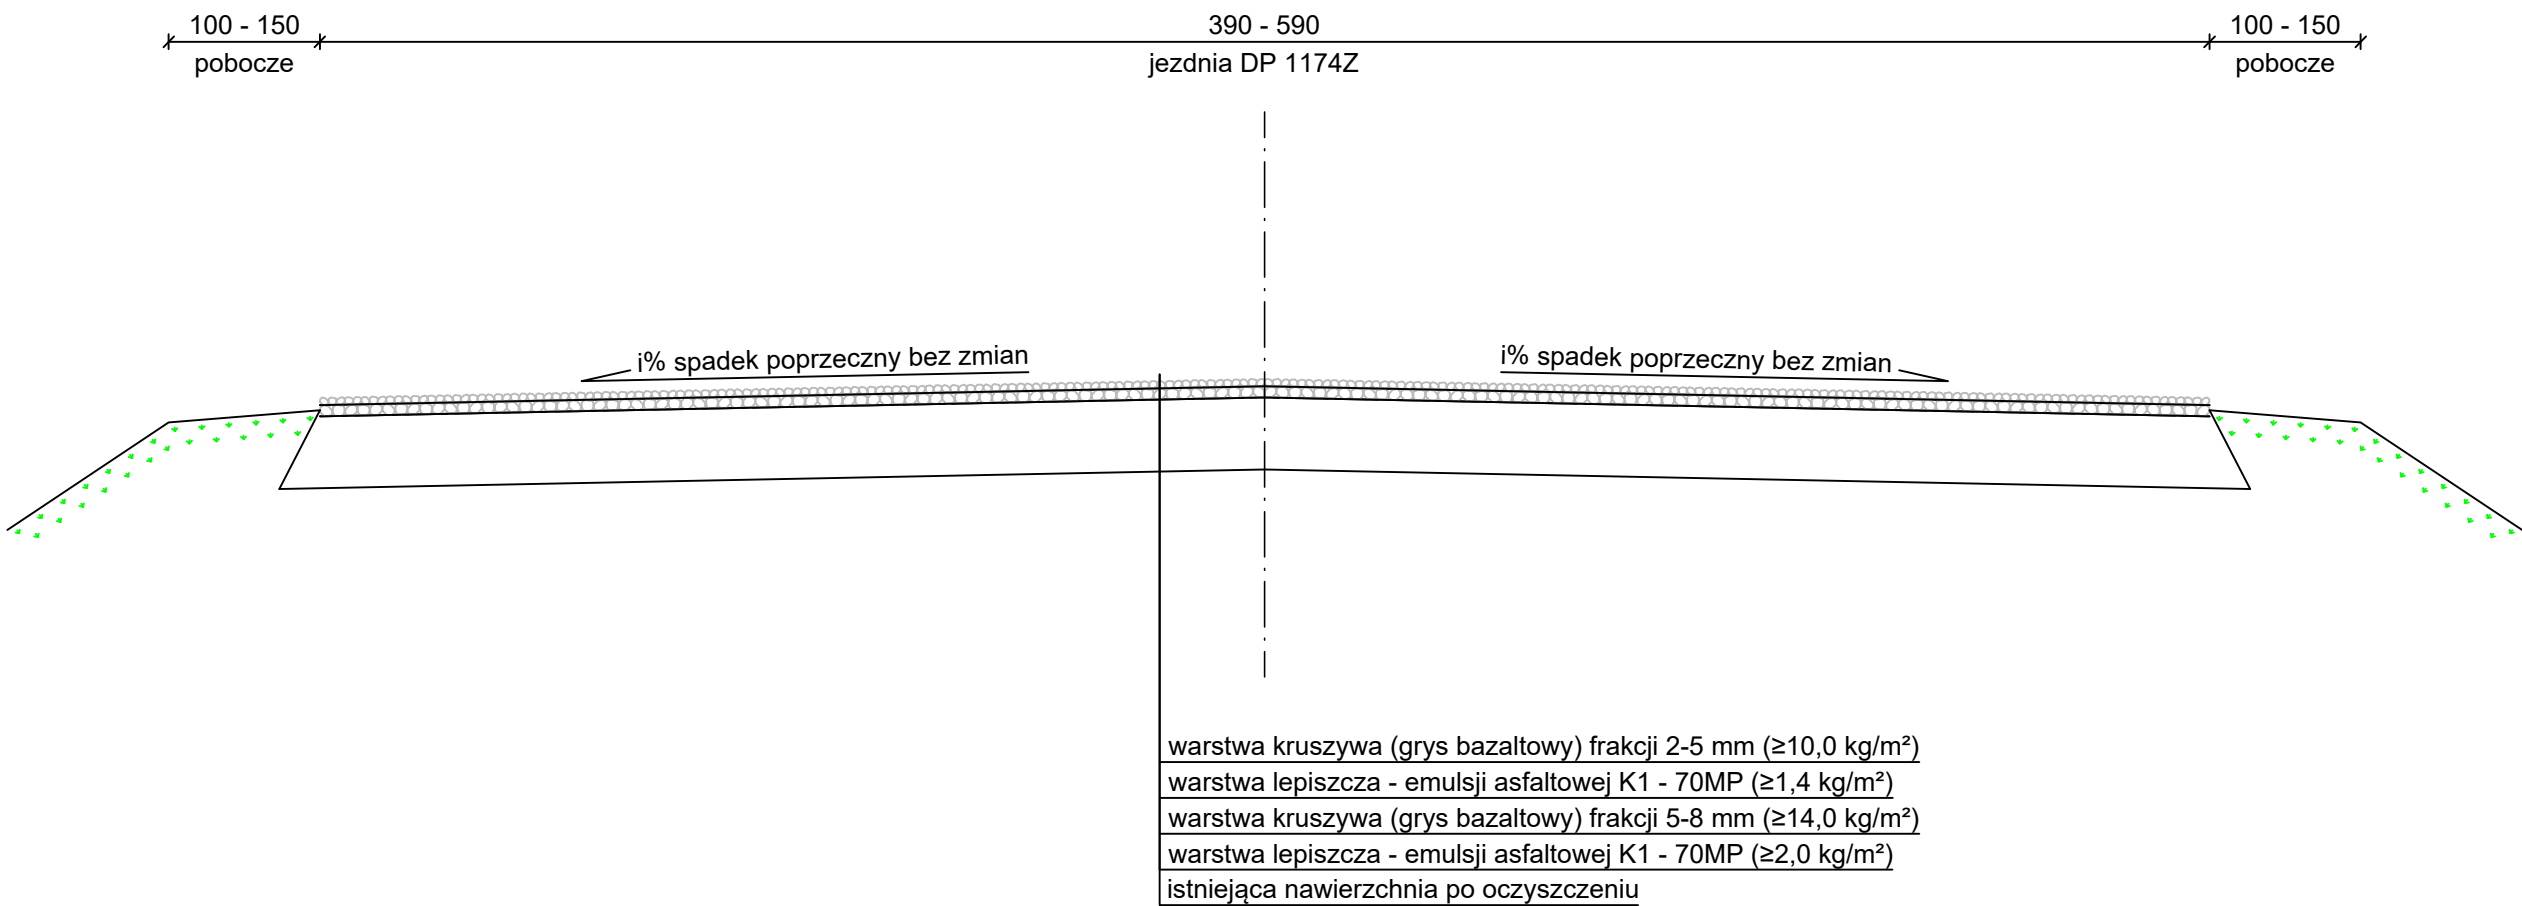 100 - 150
390 - 590
100 - 150
pobocze
jezdnia DP 1174Z
pobocze
i% spadek poprzeczny bez zmian
i% spadek poprzeczny bez zmian
warstwa kruszywa (grys bazaltowy) frakcji 2-5 mm (≥10,0 kg/m²)
warstwa lepiszcza - emulsji asfaltowej K1 - 70MP (≥1,4 kg/m²)
warstwa kruszywa (grys bazaltowy) frakcji 5-8 mm (≥14,0 kg/m²)
warstwa lepiszcza - emulsji asfaltowej K1 - 70MP (≥2,0 kg/m²)
istniejąca nawierzchnia po oczyszczeniu